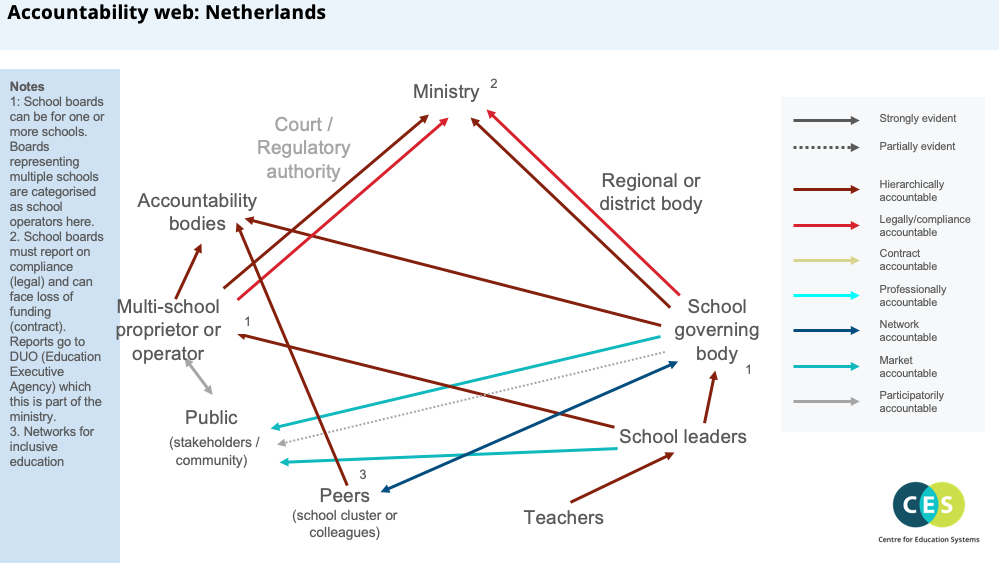 Accountability web: Netherlands
Notes
1: School boards
can be for one or
more schools.
Boards
representing
multiple schools
are categorised
as school
operators here.
2. School boards
must report on
compliance
(legal) and can
face loss of
funding
(contract).
Reports go to
DUO (Education
Executive
Agency) which
this is part of the
ministry.
3. Networks for
inclusive
education
Ministry 2
Court /
Regulatory
authority
Accountability
bodies
Regional or
district body
Multi-school
proprietor or
operator
1
School
governing
body
1
Public
(stakeholders /
community)
School leaders
3
Peers
(school cluster or
colleagues)
Teachers
Strongly evident
Partially evident
Hierarchically
accountable
Legally/compliance
accountable
Contract
accountable
Professionally
accountable
Network
accountable
Market
accountable
Participatorily
accountable
CES
Centre for Education Systems